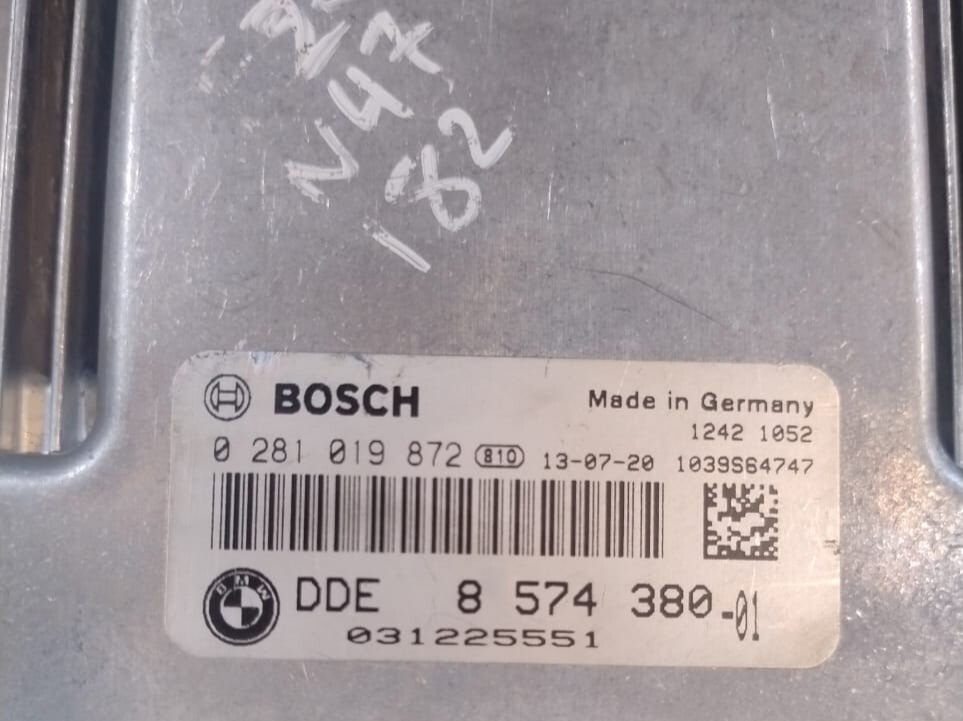 N47
182
BOSCH
Made in Germany
1242 1052
0 281 019 872 810 13-07-20 1039S64747
BMW
DDE 8 574 380-01
031225551